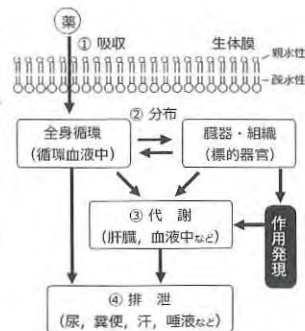 薬
① 吸収
生体膜
親水性
疎水性
② 分布
全身循環
(循環血液中)
臓器・組織
(標的器官)
③ 代謝
(肝臓，血液中など)
作用発現
④ 排泄
(尿，糞便，汗，唾液など)